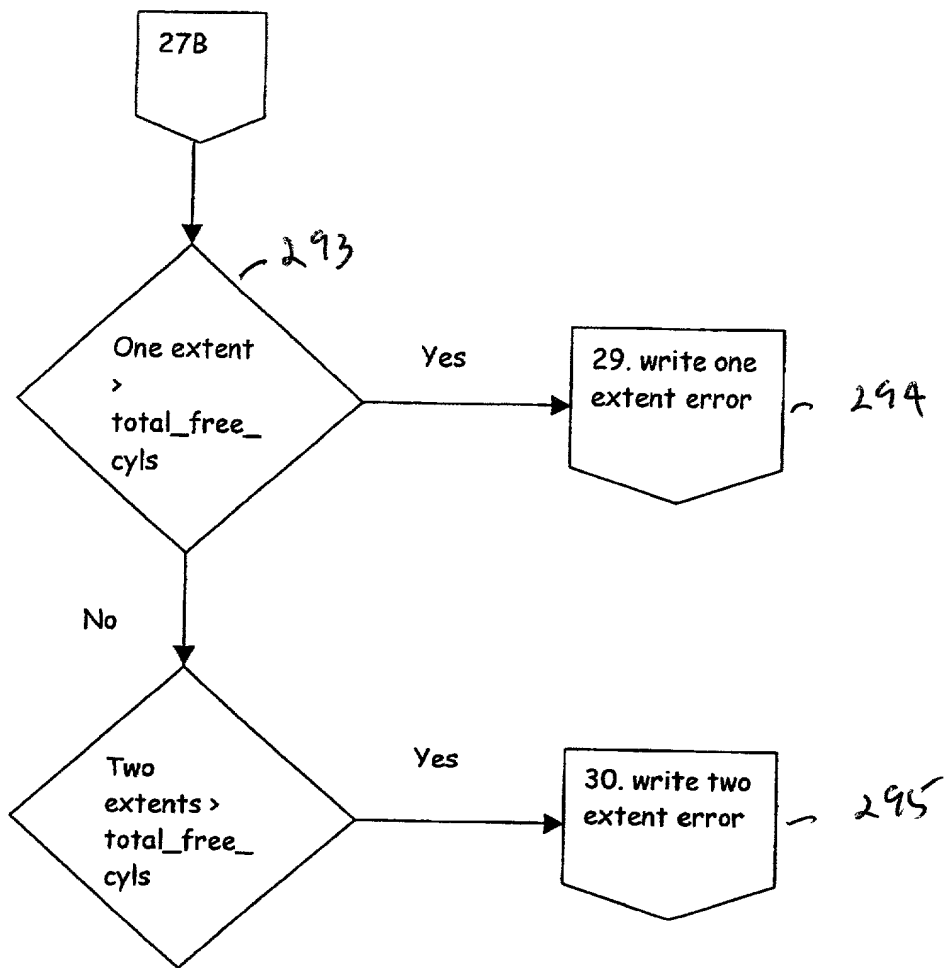 27B
293
One extent
>
total_free_
cyls
Yes
29. write one
extent error
294
No
Two
extents >
total_free_
cyls
Yes
30. write two
extent error
295